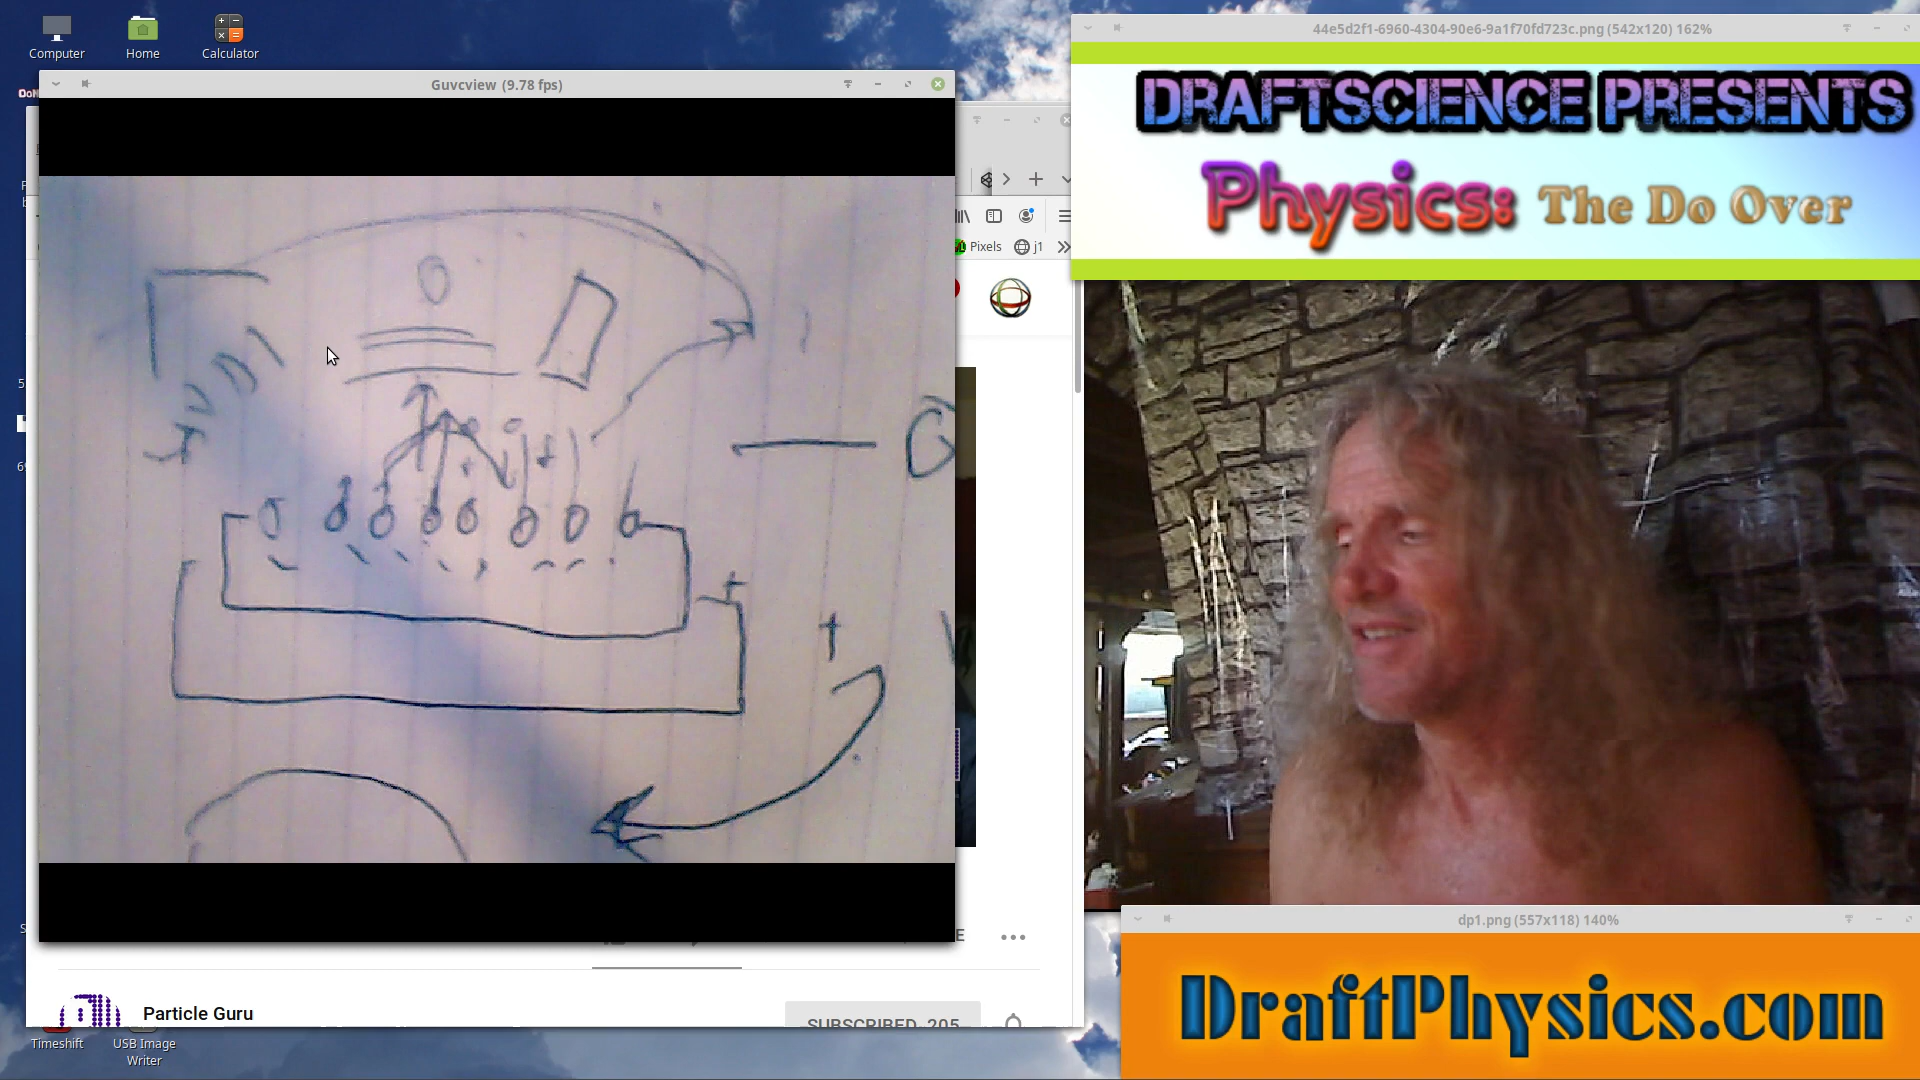 Computer
Home
Calculator
Guvcview (9.78 fps)
44e5d2f1-6960-4304-90e6-9a1f70fd723c.png (542x120) 162%
DRAFTSCIENCE PRESENTS
Physics: The Do Over
Pixels
j1
+
+
+
G
dp1.png (557x118) 140%
DraftPhysics.com
Particle Guru
SUBSCRIBED 205
Timeshift
USB Image
Writer